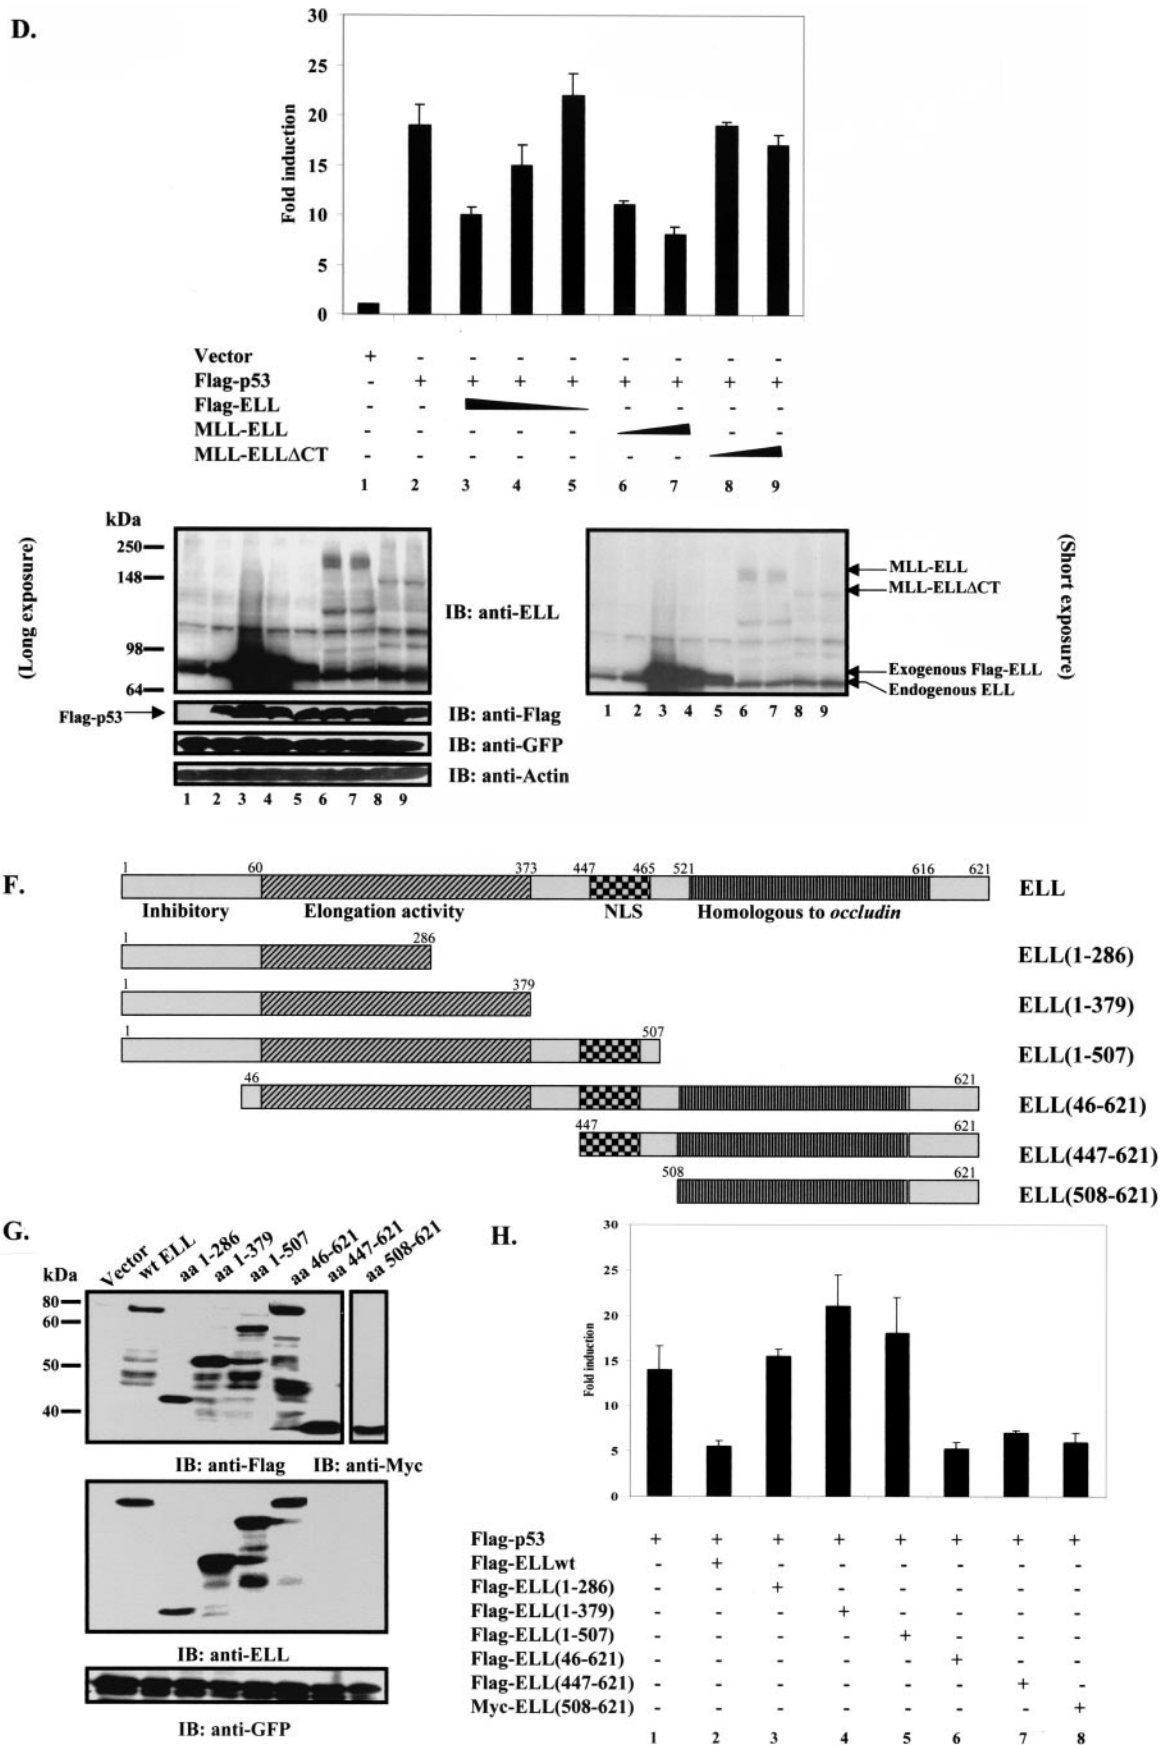 D.
30
25
20
15
10
5
0
Fold induction
Vector + - - - - - - - -
Flag-p53 - + + + + + + + +
Flag-ELL - - - - - -
MLL-ELL - - - - - - -
MLL-ELLΔCT - - - - - - -
1 2 3 4 5 6 7 8 9
kDa
250
148
98
64
(Long exposure)
IB: anti-ELL
MLL-ELL
MLL-ELLΔCT
Exogenous Flag-ELL
Endogenous ELL
(Short exposure)
1 2 3 4 5 6 7 8 9
Flag-p53
IB: anti-Flag
IB: anti-GFP
IB: anti-Actin
1 2 3 4 5 6 7 8 9
F.
1 60 373 447 465 521 616 621
ELL
Inhibitory Elongation activity NLS Homologous to occludin
1 286
ELL(1-286)
1 379
ELL(1-379)
1 507
ELL(1-507)
46 621
ELL(46-621)
447 621
ELL(447-621)
508 621
ELL(508-621)
G.
Vector
wt ELL
aa 1-286
aa 1-379
aa 1-507
aa 46-621
aa 447-621
aa 508-621
kDa
80
60
50
40
IB: anti-Flag IB: anti-Myc
IB: anti-ELL
IB: anti-GFP
H.
30
25
20
15
10
5
0
Fold induction
Flag-p53 + + + + + + + +
Flag-ELLwt - + - - - - - -
Flag-ELL(1-286) - - + - - - - -
Flag-ELL(1-379) - - - + - - - -
Flag-ELL(1-507) - - - - + - - -
Flag-ELL(46-621) - - - - - + - -
Flag-ELL(447-621) - - - - - - + -
Myc-ELL(508-621) - - - - - - - +
1 2 3 4 5 6 7 8